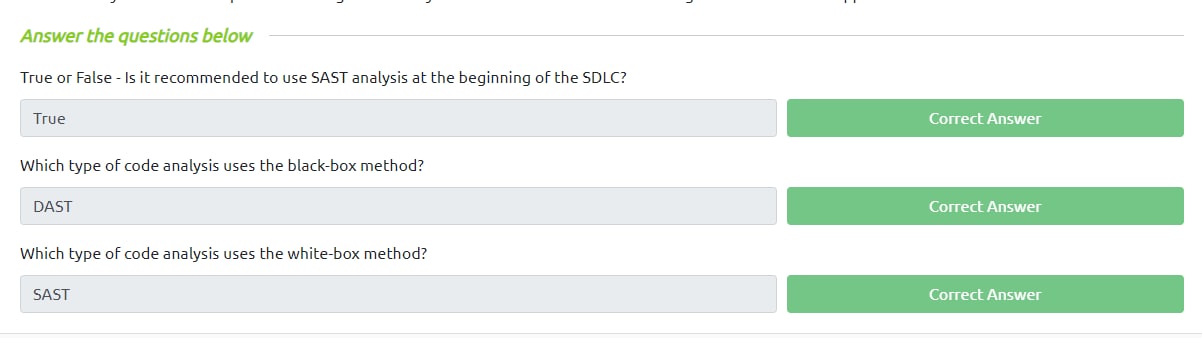 Answer the questions below
True or False - Is it recommended to use SAST analysis at the beginning of the SDLC?
True
Correct Answer
Which type of code analysis uses the black-box method?
DAST
Correct Answer
Which type of code analysis uses the white-box method?
SAST
Correct Answer